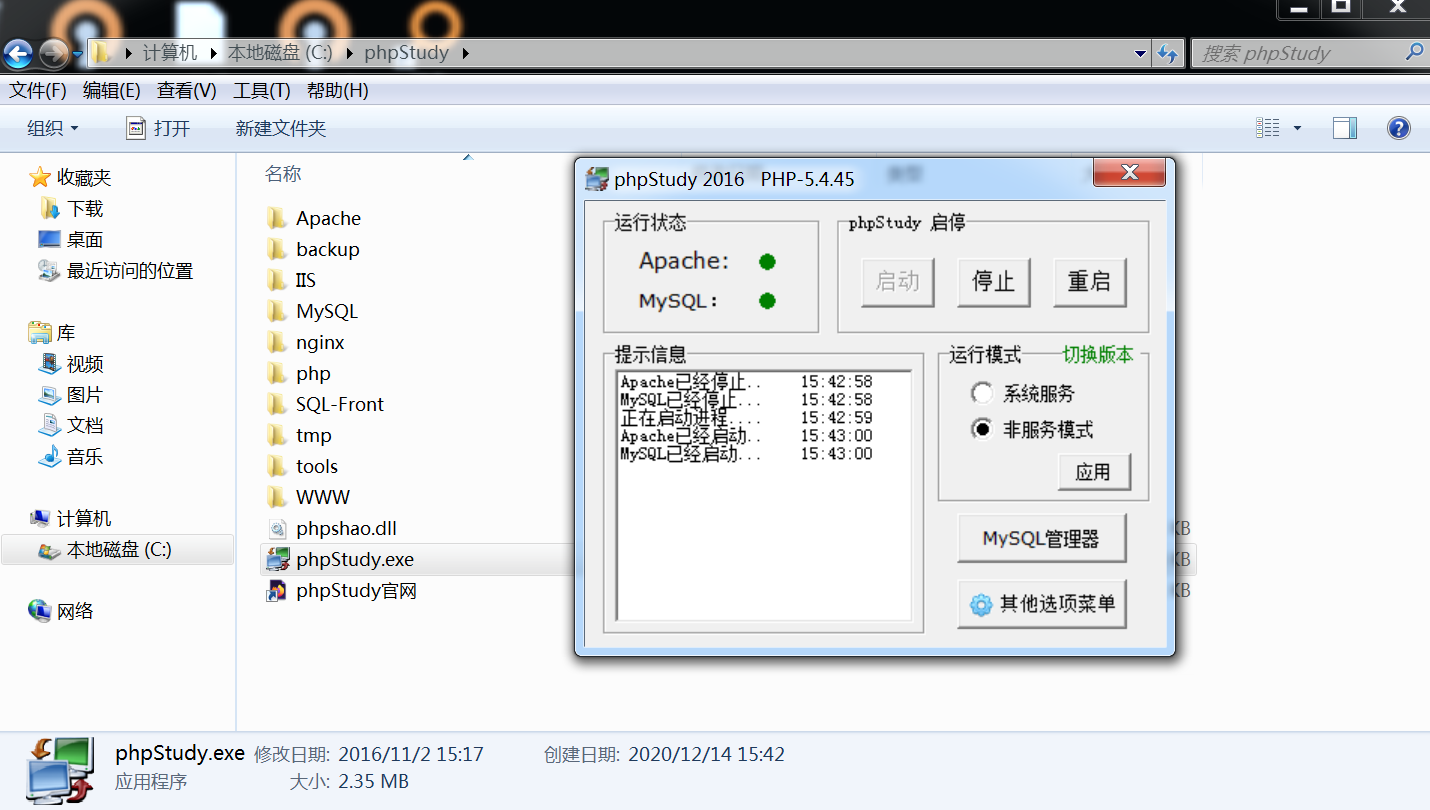 计算机 本地磁盘 (C:) phpStudy 搜索 phpStudy
文件(F) 编辑(E) 查看(V) 工具(T) 帮助(H)
组织 打开 新建文件夹
收藏夹
下载
桌面
最近访问的位置
库
视频
图片
文档
音乐
计算机
本地磁盘 (C:)
网络
名称
Apache
backup
IIS
MySQL
nginx
php
SQL-Front
tmp
tools
WWW
phpshao.dll
phpStudy.exe
phpStudy官网
KB
KB
KB
phpStudy 2016 PHP-5.4.45
运行状态
Apache:
MySQL:
phpStudy 启停
启动 停止 重启
提示信息
Apache已经停止.. 15:42:58
MySQL已经停止... 15:42:58
正在启动进程.... 15:42:59
Apache已经启动.. 15:43:00
MySQL已经启动... 15:43:00
运行模式 切换版本
系统服务
非服务模式
应用
MySQL管理器
其他选项菜单
phpStudy.exe 修改日期: 2016/11/2 15:17 创建日期: 2020/12/14 15:42
应用程序 大小: 2.35 MB